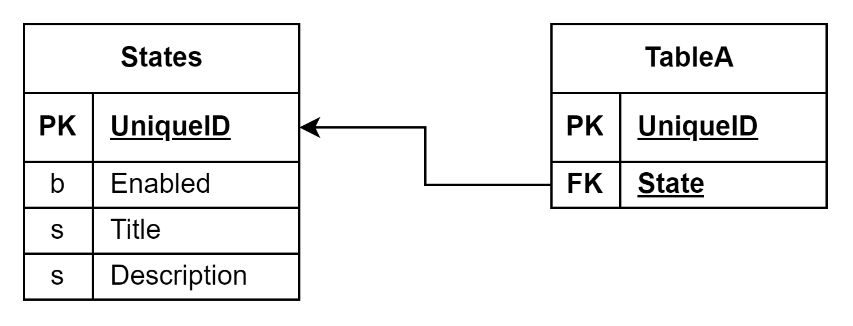 States
PK UniqueID
b Enabled
s Title
s Description
TableA
PK UniqueID
FK State